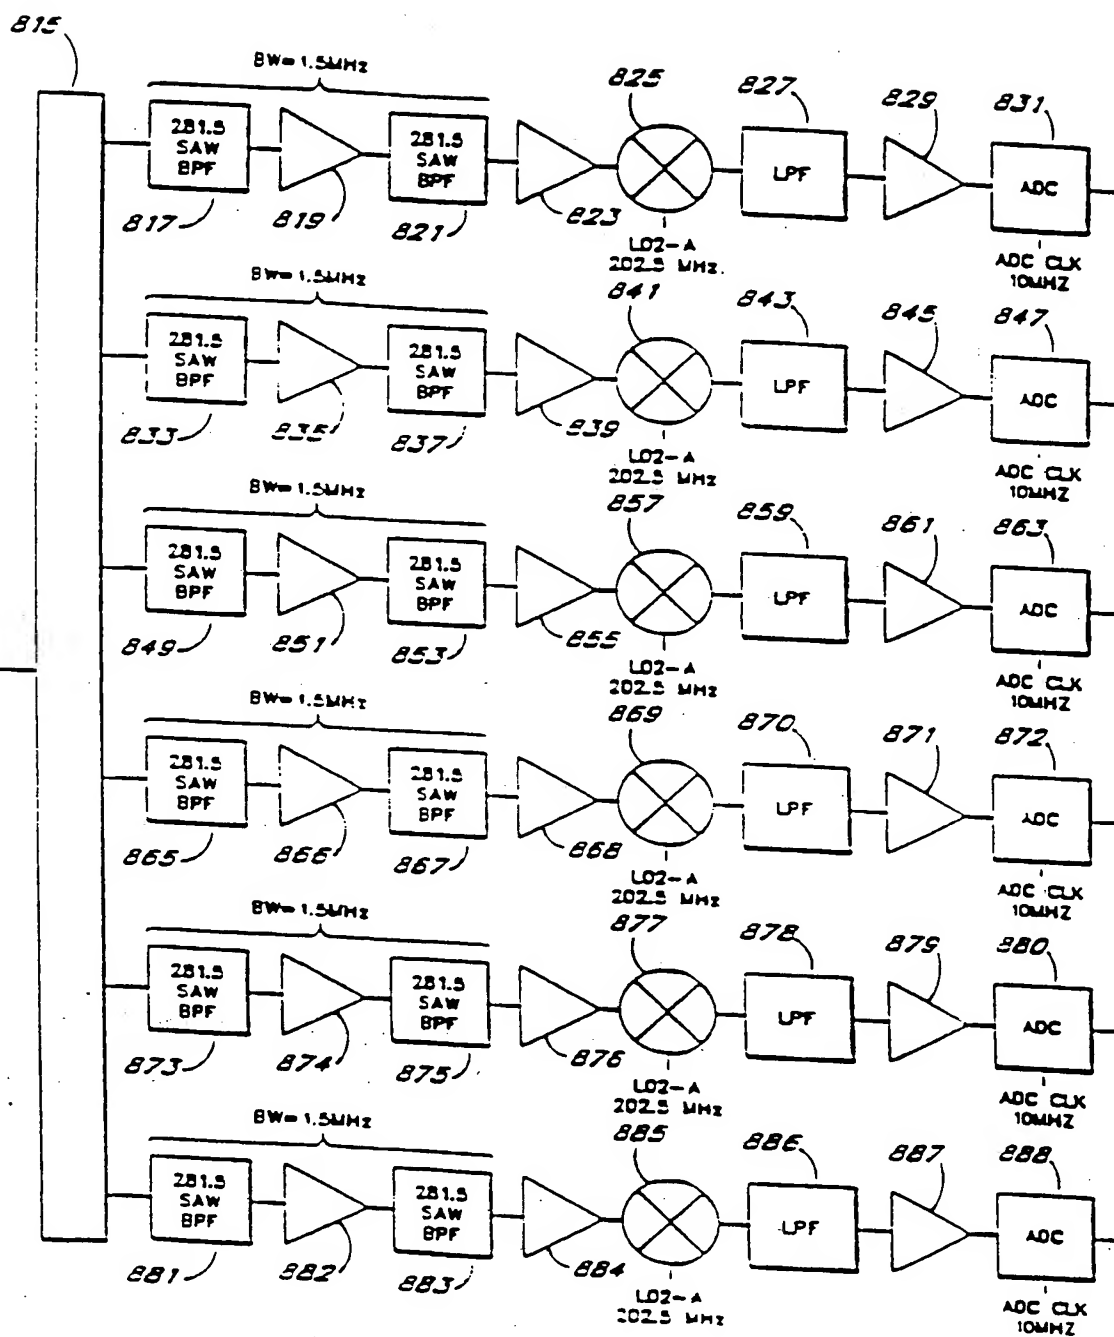 815
BW=1.5MHz
825
827
829
831
281.5
SAW
BPF
281.5
SAW
BPF
LPF
ADC
817
819
821
823
LO2-A
202.5 MHz
ADC CLK
10MHZ
BW=1.5MHz
841
843
845
847
281.5
SAW
BPF
281.5
SAW
BPF
LPF
ADC
833
835
837
839
LO2-A
202.5 MHz
ADC CLK
10MHZ
BW=1.5MHz
857
859
861
863
281.5
SAW
BPF
281.5
SAW
BPF
LPF
ADC
849
851
853
855
LO2-A
202.5 MHz
ADC CLK
10MHZ
BW=1.5MHz
869
870
871
872
281.5
SAW
BPF
281.5
SAW
BPF
LPF
ADC
865
866
867
868
LO2-A
202.5 MHz
ADC CLK
10MHZ
BW=1.5MHz
877
878
879
880
281.5
SAW
BPF
281.5
SAW
BPF
LPF
ADC
873
874
875
876
LO2-A
202.5 MHz
ADC CLK
10MHZ
BW=1.5MHz
885
886
887
888
281.5
SAW
BPF
281.5
SAW
BPF
LPF
ADC
881
882
883
884
LO2-A
202.5 MHz
ADC CLK
10MHZ